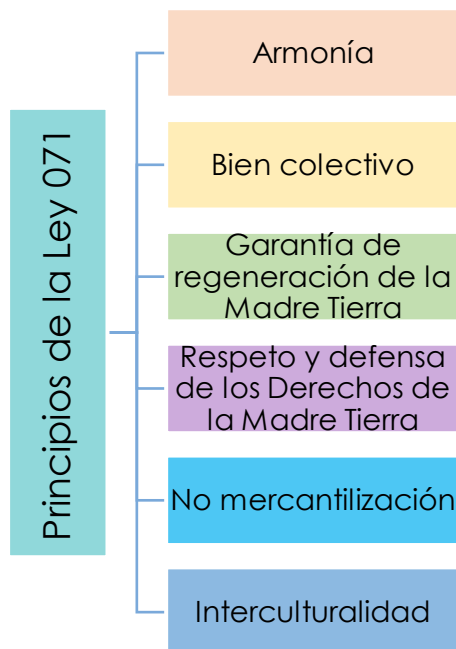 Principios de la Ley 071
Armonía
Bien colectivo
Garantía de
regeneración de la
Madre Tierra
Respeto y defensa
de los Derechos de
la Madre Tierra
No mercantilización
Interculturalidad